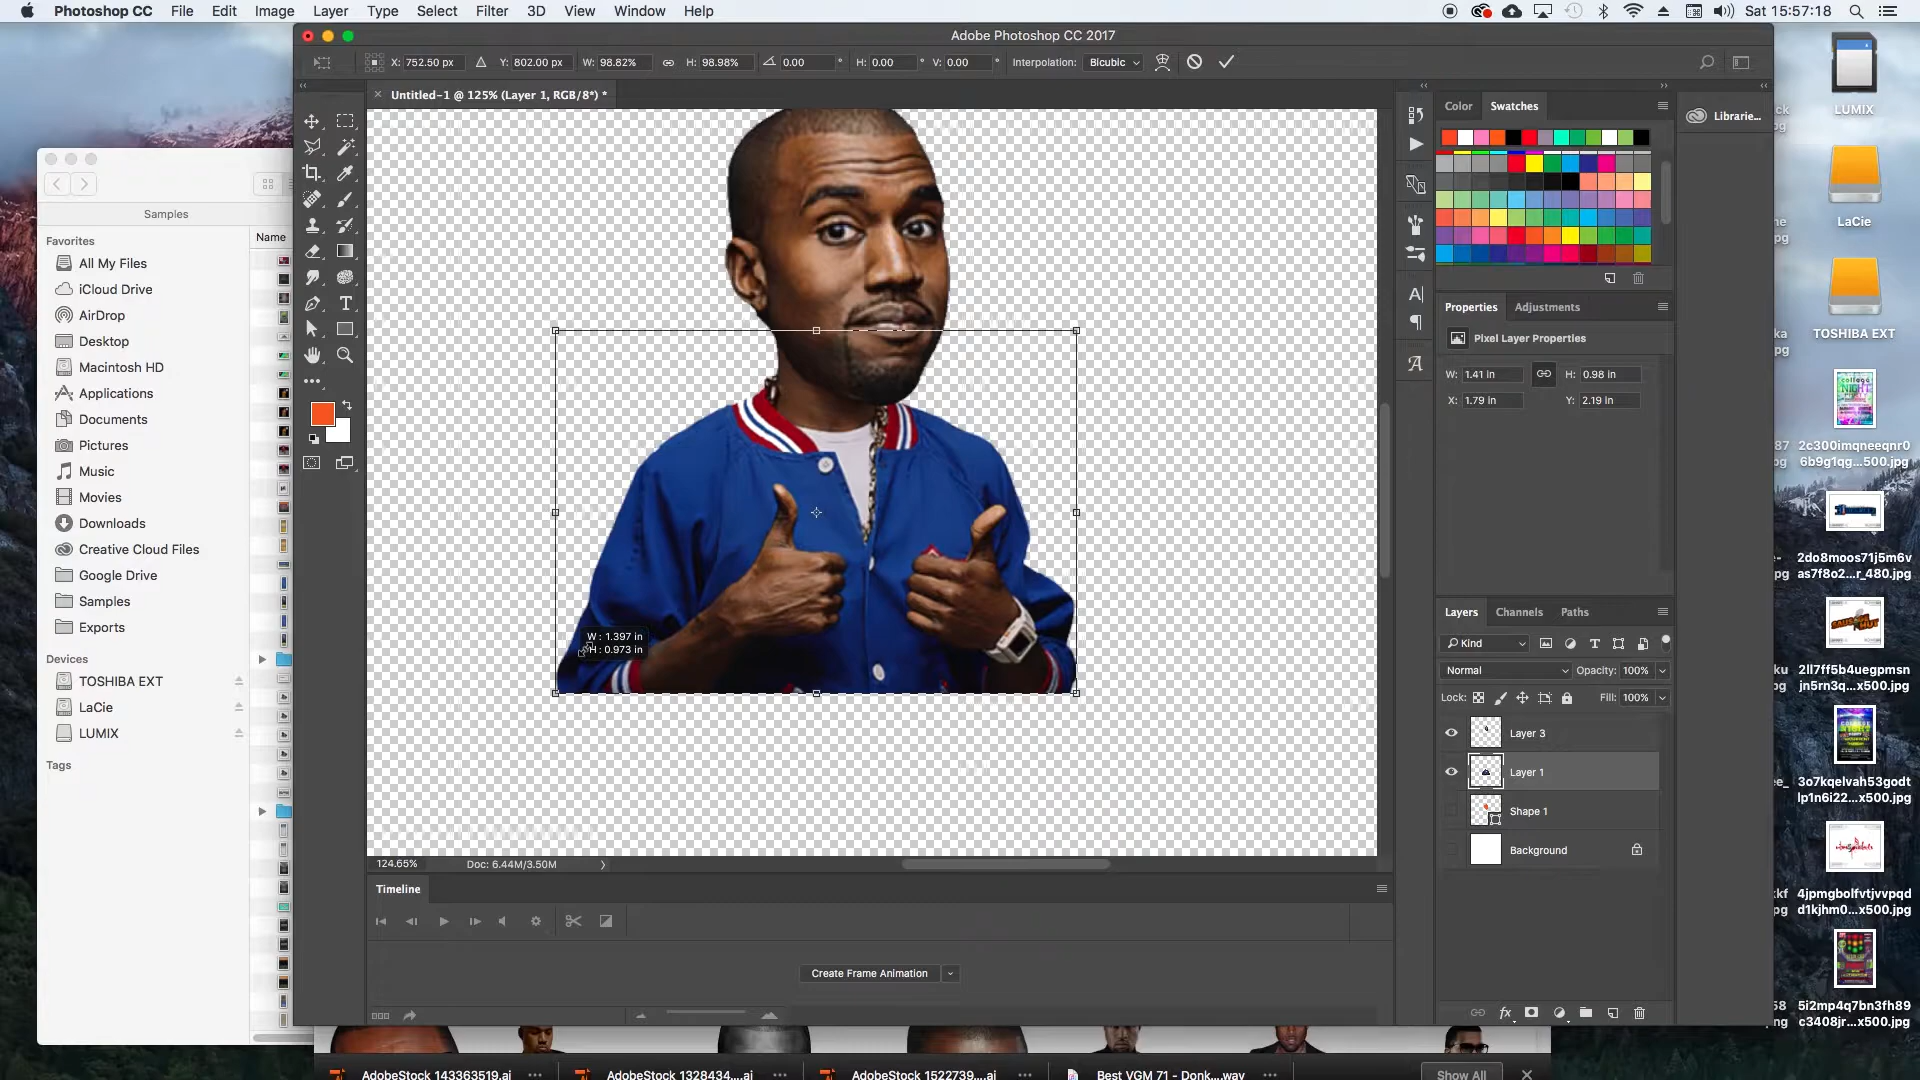 Photoshop CC File Edit Image Layer Type Select Filter 3D View Window Help
Sat 15:57:18
Adobe Photoshop CC 2017
X: 752.50 px Y: 802.00 px W: 98.82% H: 98.98% 0.00 ° H: 0.00 ° V: 0.00 ° Interpolation: Bicubic
Untitled-1 @ 125% (Layer 1, RGB/8*) *
Samples
Favorites
Name
All My Files
iCloud Drive
AirDrop
Desktop
Macintosh HD
Applications
Documents
Pictures
Music
Movies
Downloads
Creative Cloud Files
Google Drive
Samples
Exports
Devices
TOSHIBA EXT
LaCie
LUMIX
Tags
W: 1.397 in
H: 0.973 in
124.65% Doc: 6.44M/3.50M
Timeline
Create Frame Animation
Color Swatches
Librarie...
Properties Adjustments
Pixel Layer Properties
W: 1.41 in H: 0.98 in
X: 1.79 in Y: 2.19 in
Layers Channels Paths
Kind
Normal Opacity: 100%
Lock: Fill: 100%
Layer 3
Layer 1
Shape 1
Background
fx
LUMIX
LaCie
TOSHIBA EXT
2c300imqneeqnr0
6b9g1qg...500.jpg
2do8moos71j5m6v
as7f8o2...r_480.jpg
2ll7ff5b4uegpmsn
jn5rn3q...x500.jpg
3o7kqelvah53godt
lp1n6i22...x500.jpg
4jpmgbolfvtjvvpqd
d1kjhm0...x500.jpg
5i2mp4q7bn3fh89
c3408jr...x500.jpg
AdobeStock_143363519.ai
AdobeStock_1328434....ai
AdobeStock_1522739....ai
Best VGM 71 - Donk....wav
Show All